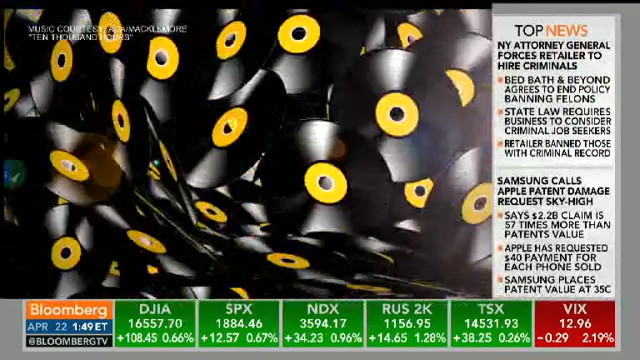 MUSIC COURTESY: ADA/MACKLEMORE
"TEN THOUSAND HOURS"
TOP NEWS
NY ATTORNEY GENERAL
FORCES RETAILER TO
HIRE CRIMINALS
BED BATH & BEYOND
AGREES TO END POLICY
BANNING FELONS
STATE LAW REQUIRES
BUSINESS TO CONSIDER
CRIMINAL JOB SEEKERS
RETAILER BANNED THOSE
WITH CRIMINAL RECORD
SAMSUNG CALLS
APPLE PATENT DAMAGE
REQUEST SKY-HIGH
SAYS $2.2B CLAIM IS
57 TIMES MORE THAN
PATENTS VALUE
APPLE HAS REQUESTED
$40 PAYMENT FOR
EACH PHONE SOLD
SAMSUNG PLACES
PATENT VALUE AT 35C
Bloomberg DJIA SPX NDX RUS 2K TSX VIX
APR 22 1:49 ET 16557.70 1884.46 3594.17 1156.95 14531.93 12.96
@BLOOMBERGTV +108.45 0.66% +12.57 0.67% +34.23 0.96% +14.65 1.28% +38.25 0.26% -0.29 2.19%